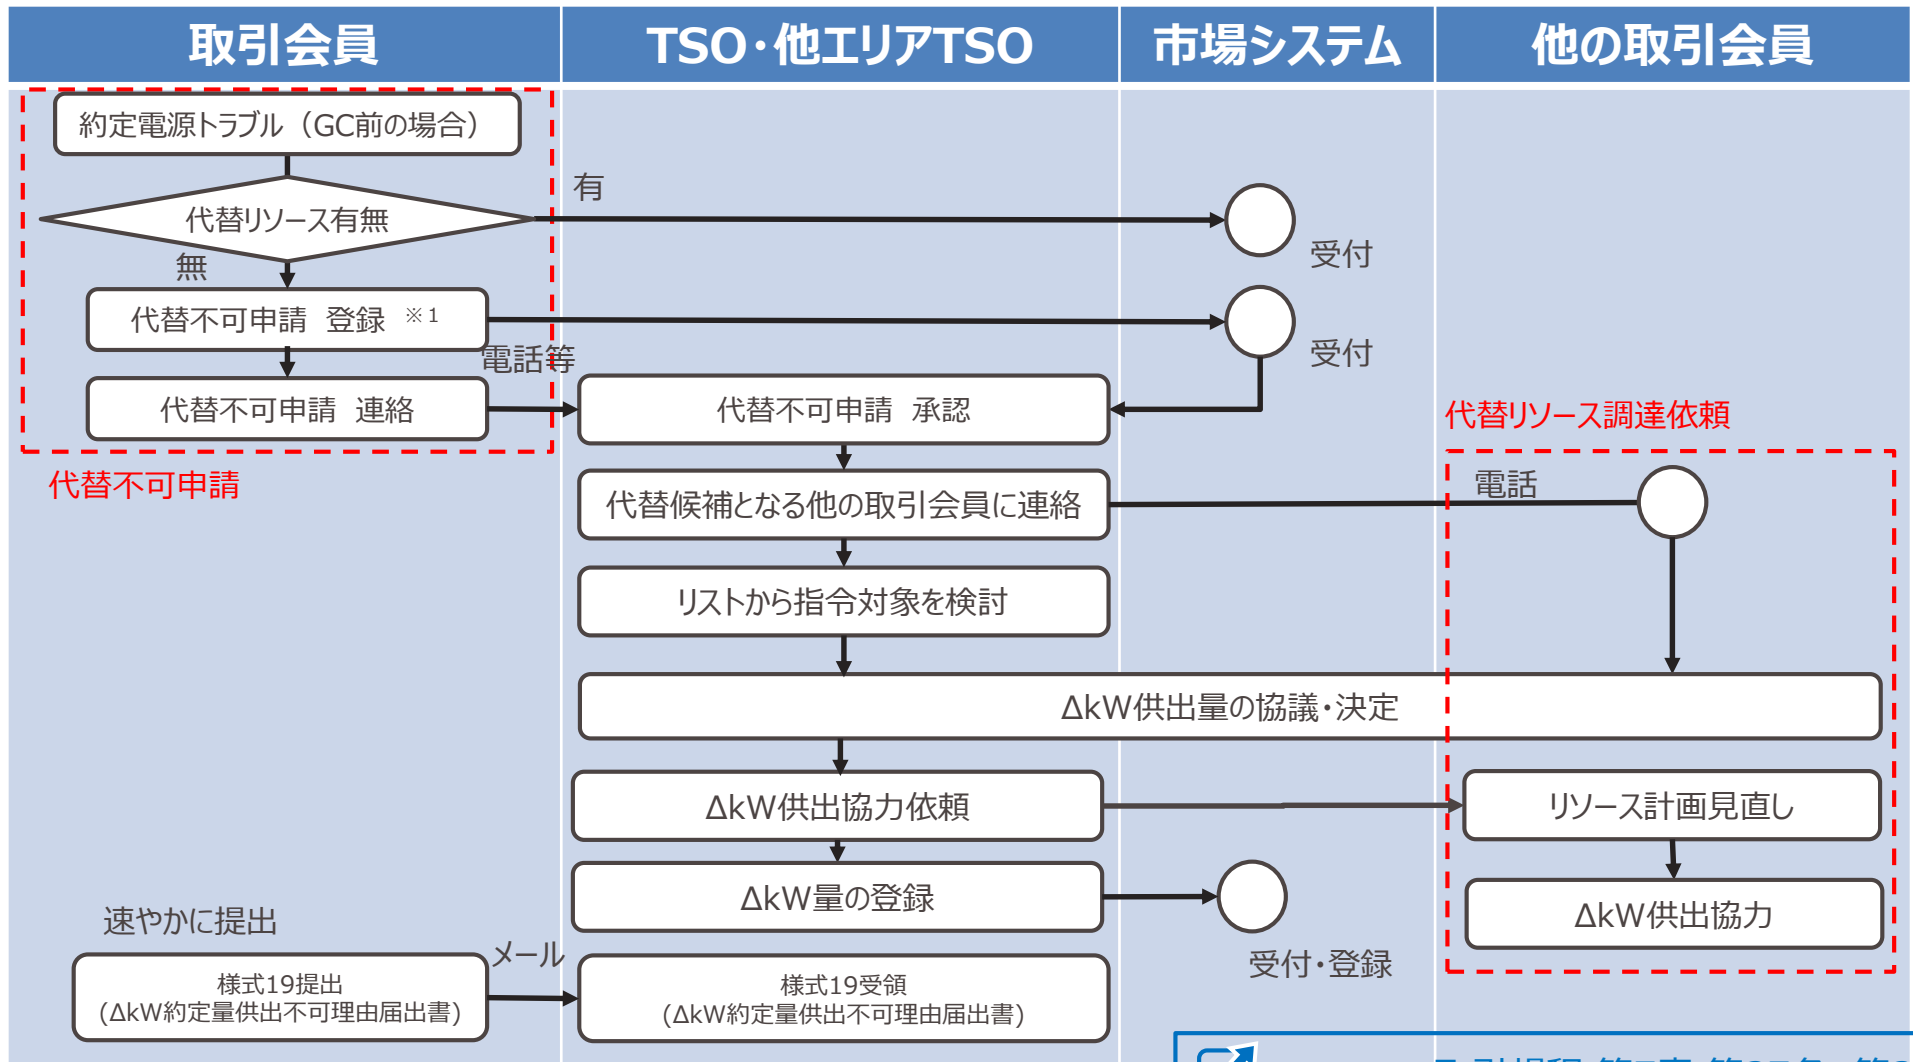 取引会員
TSO・他エリアTSO
市場システム
他の取引会員
約定電源トラブル（GC前の場合）
代替リソース有無
有
受付
無
代替不可申請 登録 ※1
受付
電話等
代替不可申請 連絡
代替不可申請 承認
代替リソース調達依頼
代替不可申請
電話
代替候補となる他の取引会員に連絡
リストから指令対象を検討
ΔkW供出量の協議・決定
ΔkW供出協力依頼
リソース計画見直し
ΔkW量の登録
ΔkW供出協力
速やかに提出
メール
受付・登録
様式19提出
(ΔkW約定量供出不可理由届出書)
様式19受領
(ΔkW約定量供出不可理由届出書)